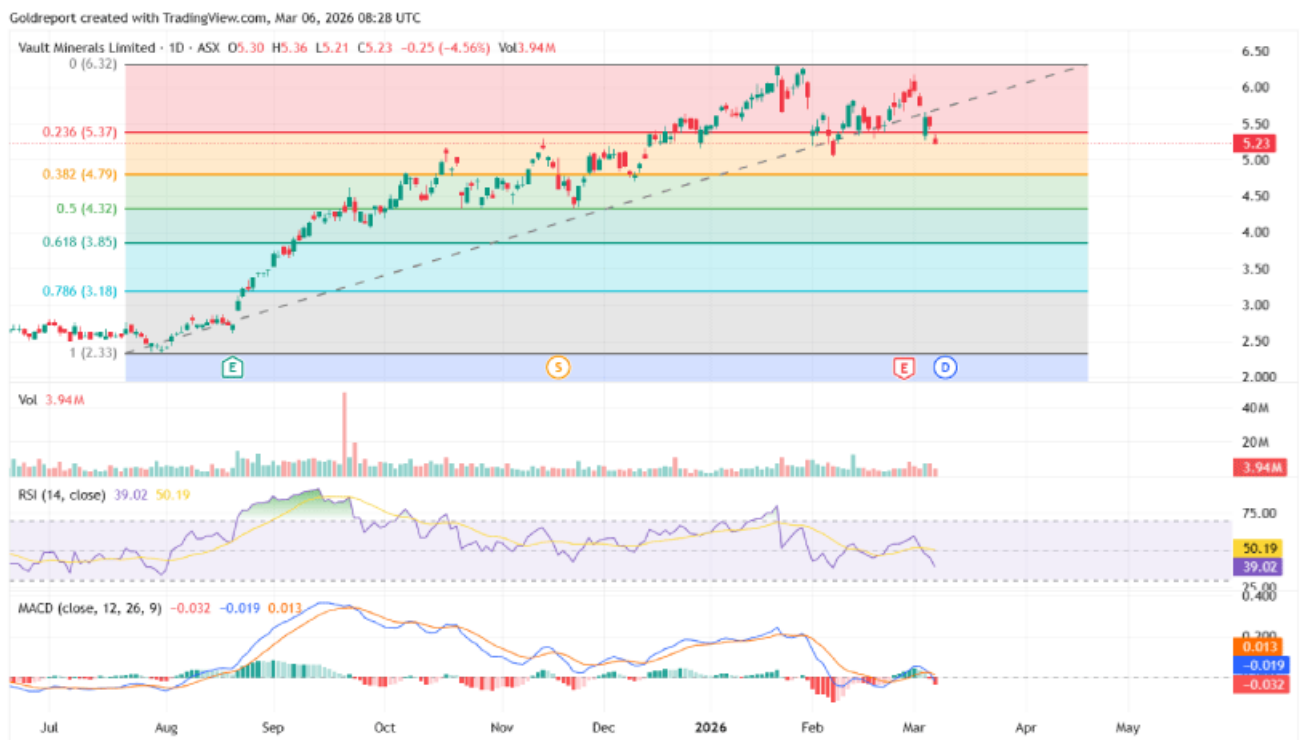 Goldreport created with TradingView.com, Mar 06, 2026 08:28 UTC
Vault Minerals Limited · 1D · ASX O5.30 H5.36 L5.21 C5.23 −0.25 (−4.56%) Vol3.94M
0 (6.32)
0.236 (5.37)
0.382 (4.79)
0.5 (4.32)
0.618 (3.85)
0.786 (3.18)
1 (2.33)
6.50
6.00
5.50
5.23
5.00
4.50
4.00
3.50
3.00
2.50
2.000
E
S
E
D
Vol 3.94M
40M
20M
3.94M
RSI (14, close) 39.02 50.19
75.00
50.19
39.02
25.00
MACD (close, 12, 26, 9) −0.032 −0.019 0.013
0.400
0.200
0.013
−0.019
−0.032
Jul Aug Sep Oct Nov Dec 2026 Feb Mar Apr May